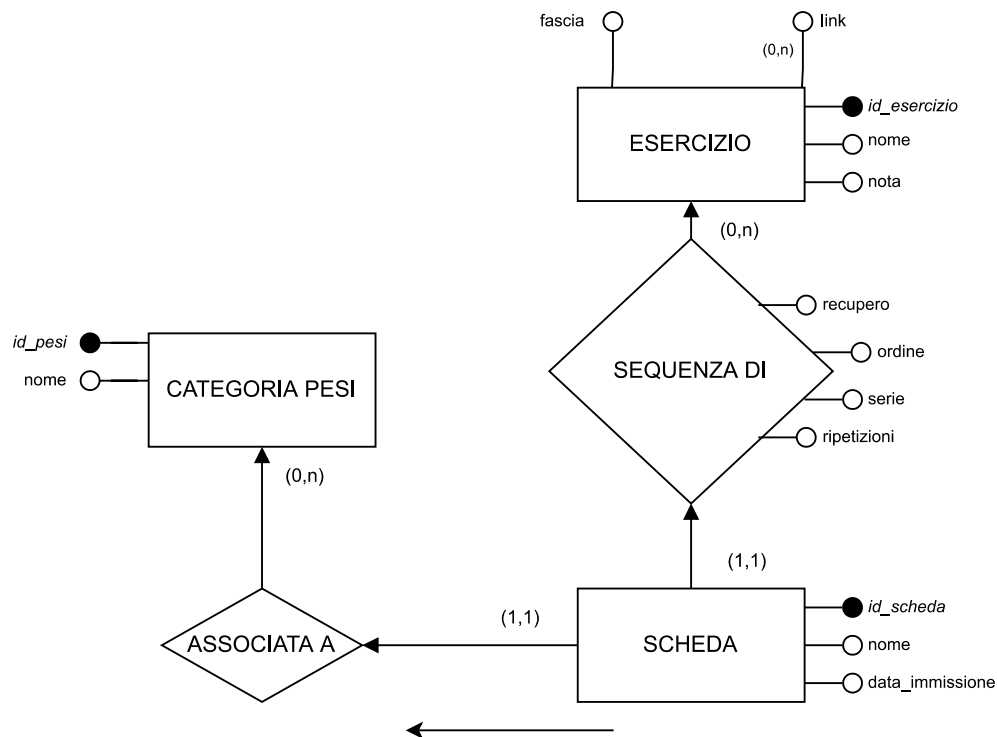 fascia
link
(0,n)
id_esercizio
ESERCIZIO
nome
nota
(0,n)
recupero
id_pesi
ordine
nome
CATEGORIA PESI
SEQUENZA DI
serie
ripetizioni
(0,n)
(1,1)
id_scheda
(1,1)
ASSOCIATA A
SCHEDA
nome
data_immissione